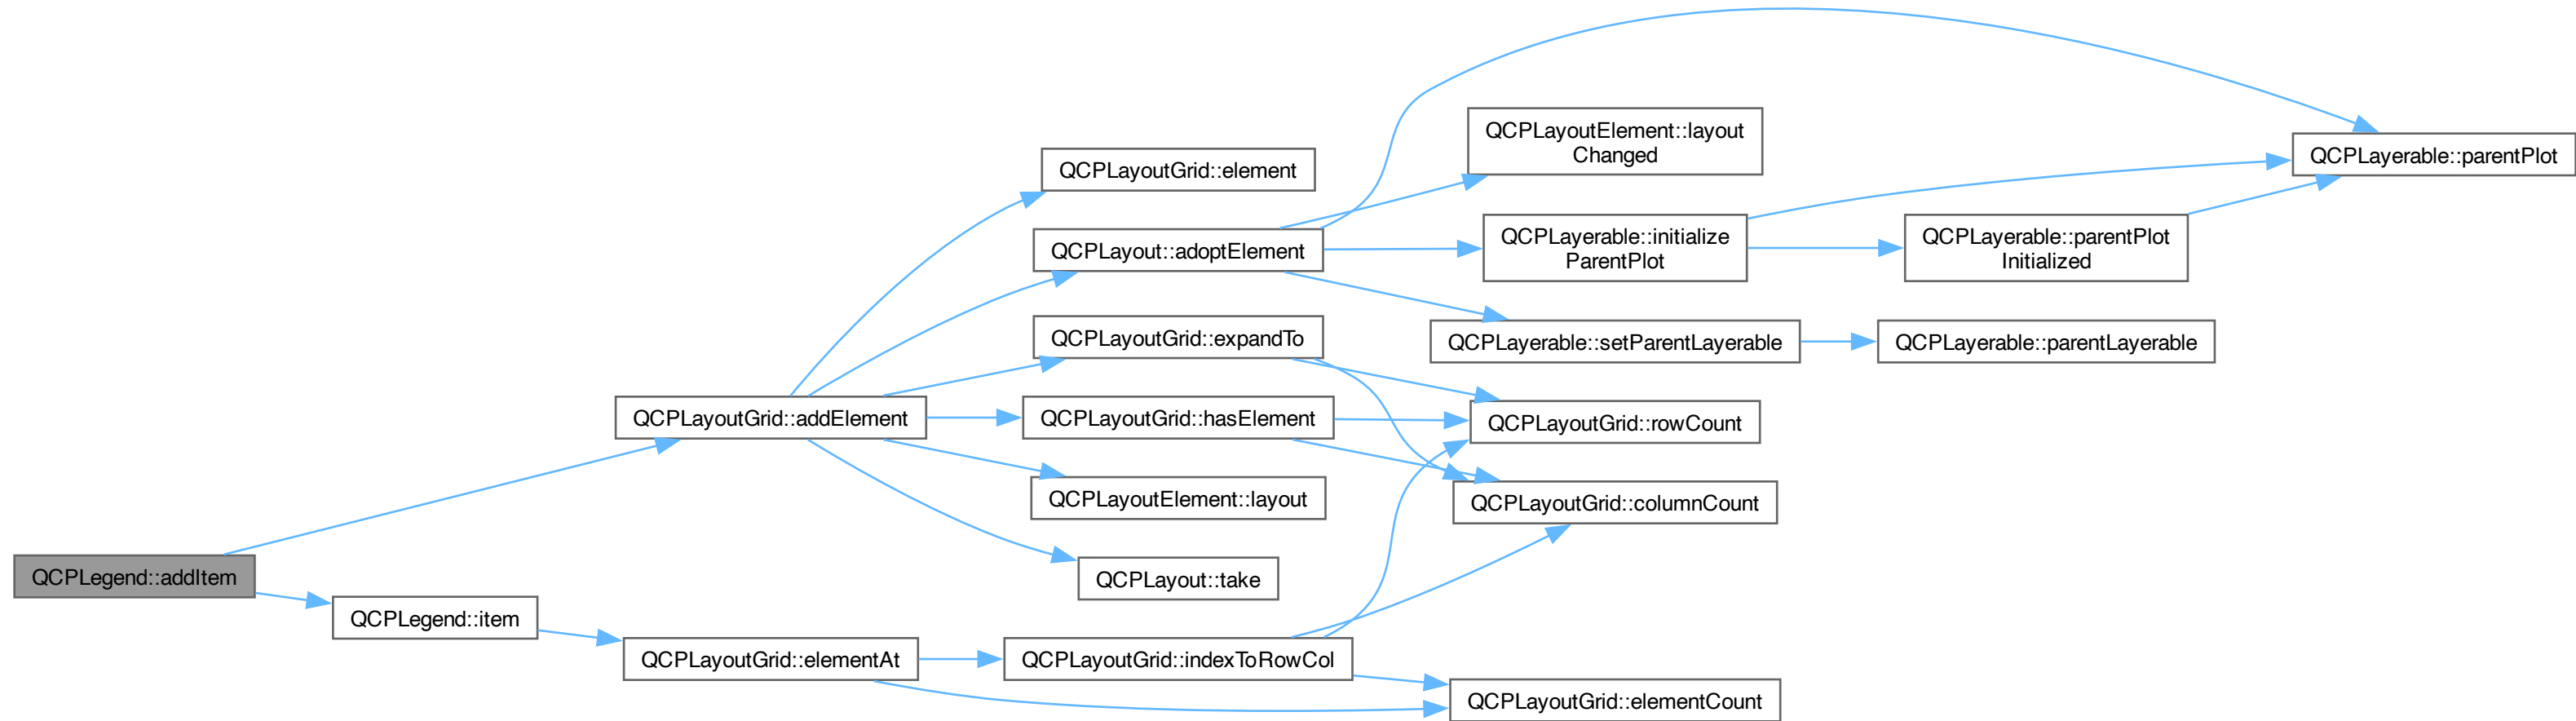 QCPLegend::addItem
QCPLayoutGrid::addElement
QCPLegend::item
QCPLayoutGrid::elementAt
QCPLayoutGrid::element
QCPLayout::adoptElement
QCPLayoutGrid::expandTo
QCPLayoutGrid::hasElement
QCPLayoutElement::layout
QCPLayout::take
QCPLayoutGrid::indexToRowCol
QCPLayoutElement::layout
Changed
QCPLayerable::initialize
ParentPlot
QCPLayerable::setParentLayerable
QCPLayoutGrid::rowCount
QCPLayoutGrid::columnCount
QCPLayoutGrid::elementCount
QCPLayerable::parentPlot
Initialized
QCPLayerable::parentLayerable
QCPLayerable::parentPlot